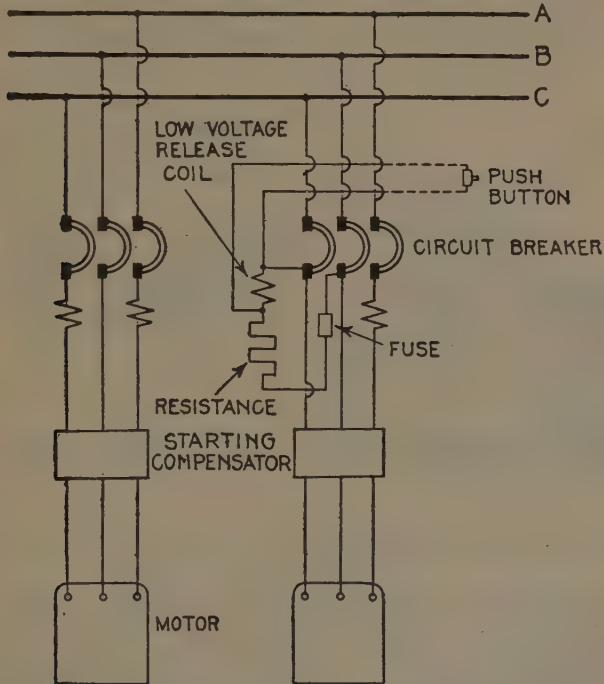 A
B
C
LOW VOLTAGE
RELEASE
COIL
PUSH
BUTTON
CIRCUIT BREAKER
FUSE
RESISTANCE
STARTING
COMPENSATOR
MOTOR